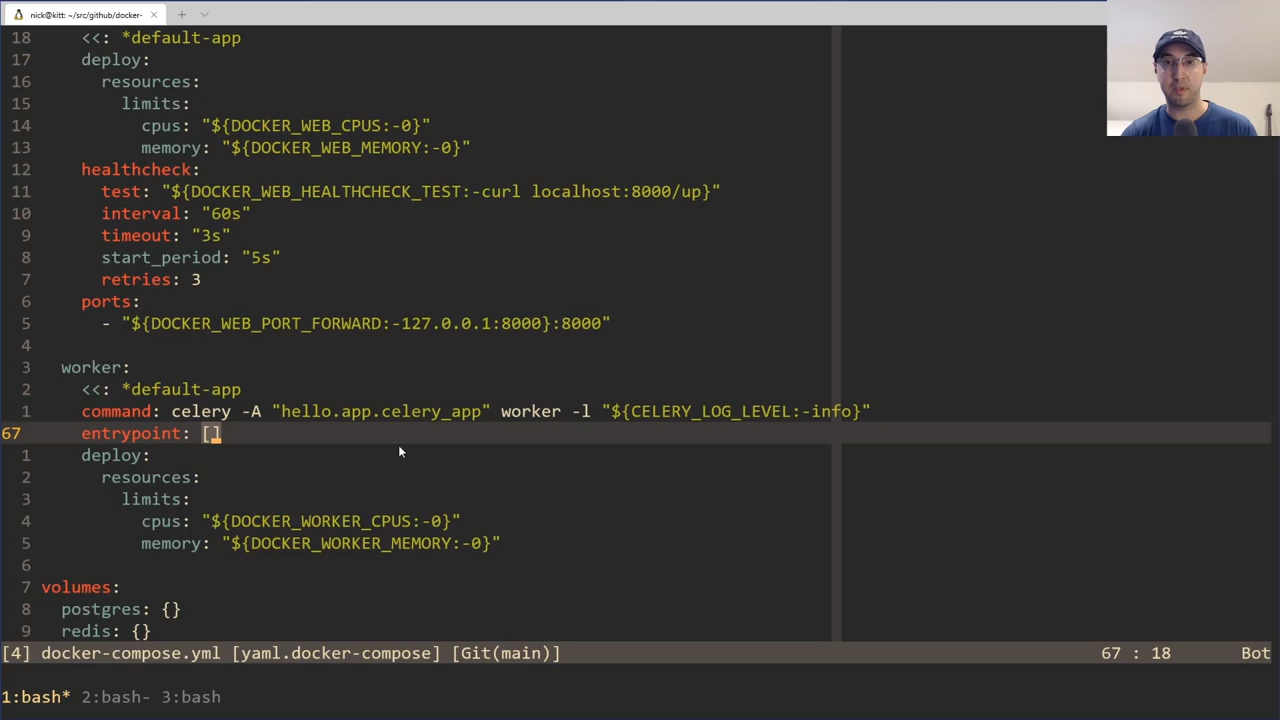 nick@kitt: ~/src/github/docker-
18 <<: *default-app
17 deploy:
16 resources:
15 limits:
14 cpus: "${DOCKER_WEB_CPUS:-0}"
13 memory: "${DOCKER_WEB_MEMORY:-0}"
12 healthcheck:
11 test: "${DOCKER_WEB_HEALTHCHECK_TEST:-curl localhost:8000/up}"
10 interval: "60s"
9 timeout: "3s"
8 start_period: "5s"
7 retries: 3
6 ports:
5 - "${DOCKER_WEB_PORT_FORWARD:-127.0.0.1:8000}:8000"
4
3 worker:
2 <<: *default-app
1 command: celery -A "hello.app.celery_app" worker -l "${CELERY_LOG_LEVEL:-info}"
67 entrypoint: []
1 deploy:
2 resources:
3 limits:
4 cpus: "${DOCKER_WORKER_CPUS:-0}"
5 memory: "${DOCKER_WORKER_MEMORY:-0}"
6
7 volumes:
8 postgres: {}
9 redis: {}
[4] docker-compose.yml [yaml.docker-compose] [Git(main)] 67 : 18 Bot
1:bash* 2:bash- 3:bash